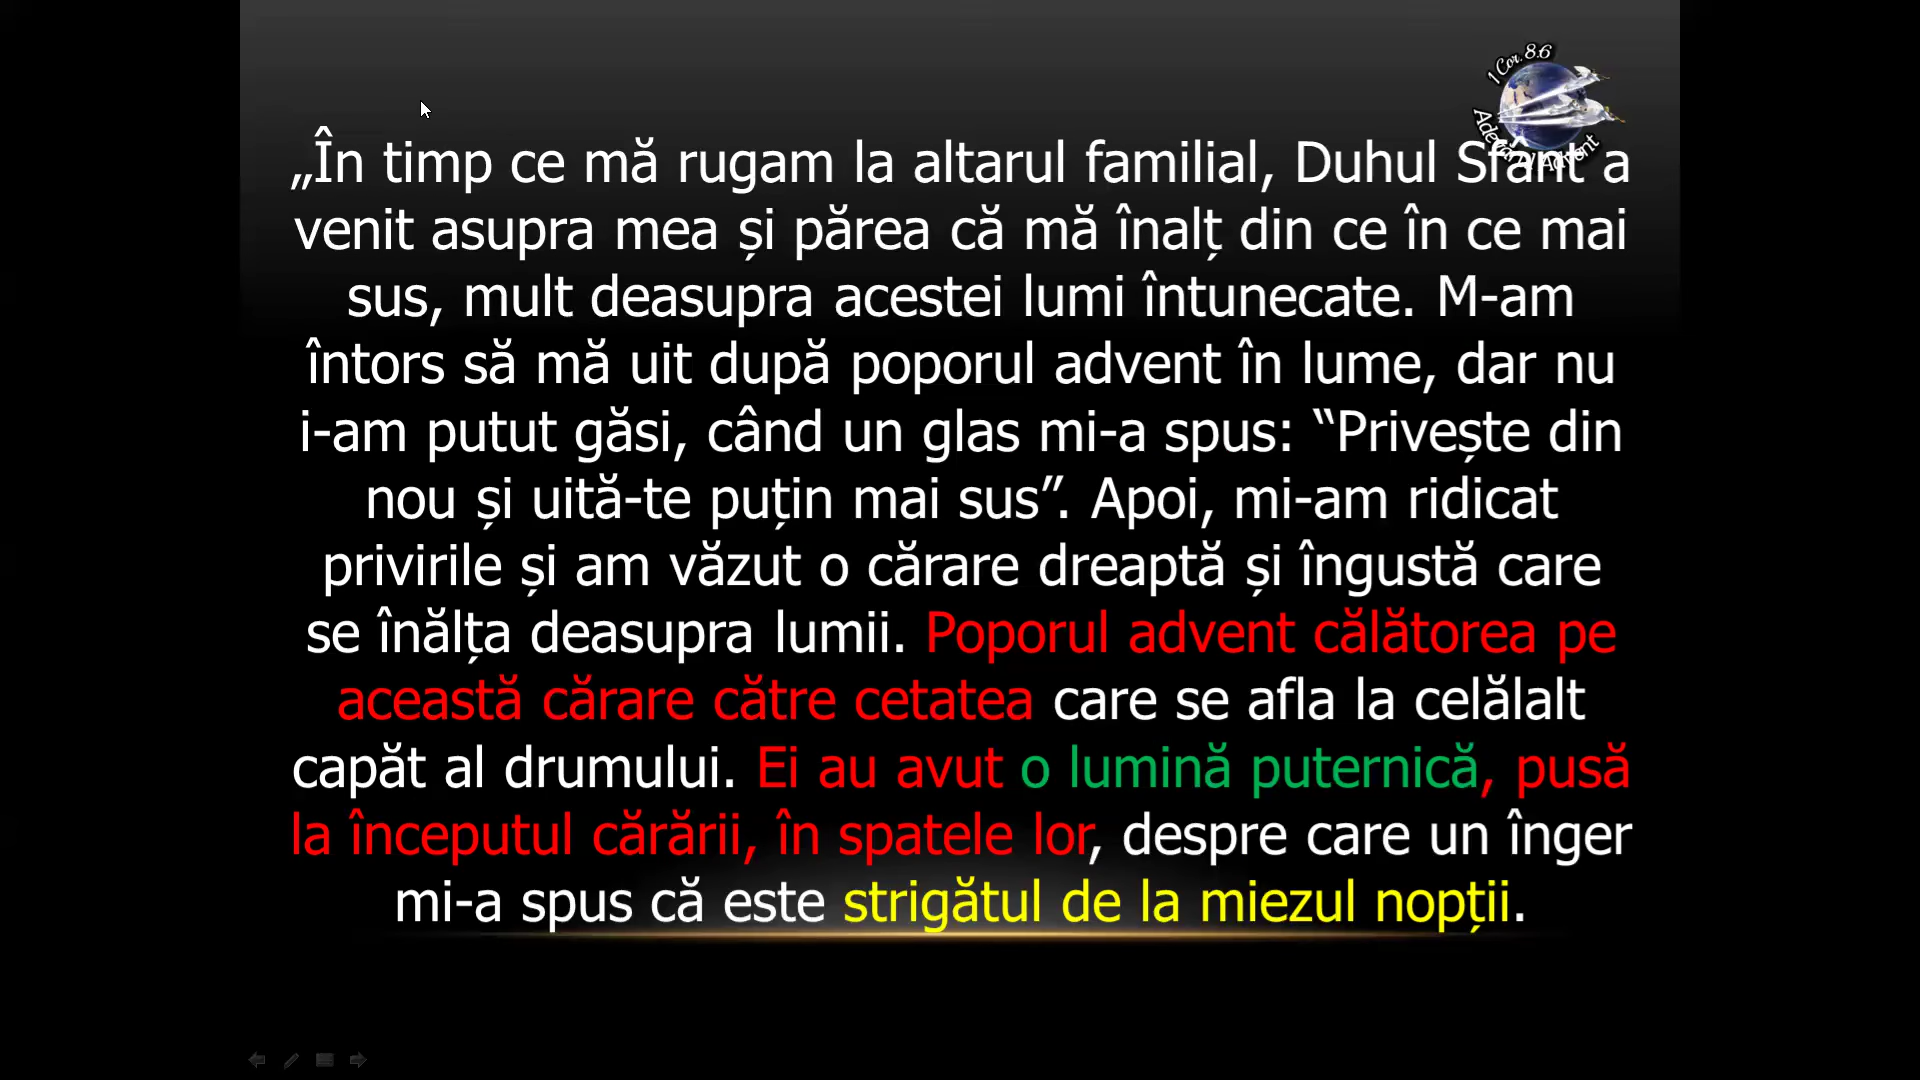 1 Cor. 8:6
„În timp ce mă rugam la altarul familial, Duhul Sfânt a
venit asupra mea și părea că mă înalț din ce în ce mai
sus, mult deasupra acestei lumi întunecate. M-am
întors să mă uit după poporul advent în lume, dar nu
i-am putut găsi, când un glas mi-a spus: “Privește din
nou și uită-te puțin mai sus”. Apoi, mi-am ridicat
privirile și am văzut o cărare dreaptă și îngustă care
se înălța deasupra lumii. Poporul advent călătorea pe
această cărare către cetatea care se afla la celălalt
capăt al drumului. Ei au avut o lumină puternică, pusă
la începutul cărării, în spatele lor, despre care un înger
mi-a spus că este strigătul de la miezul nopții.